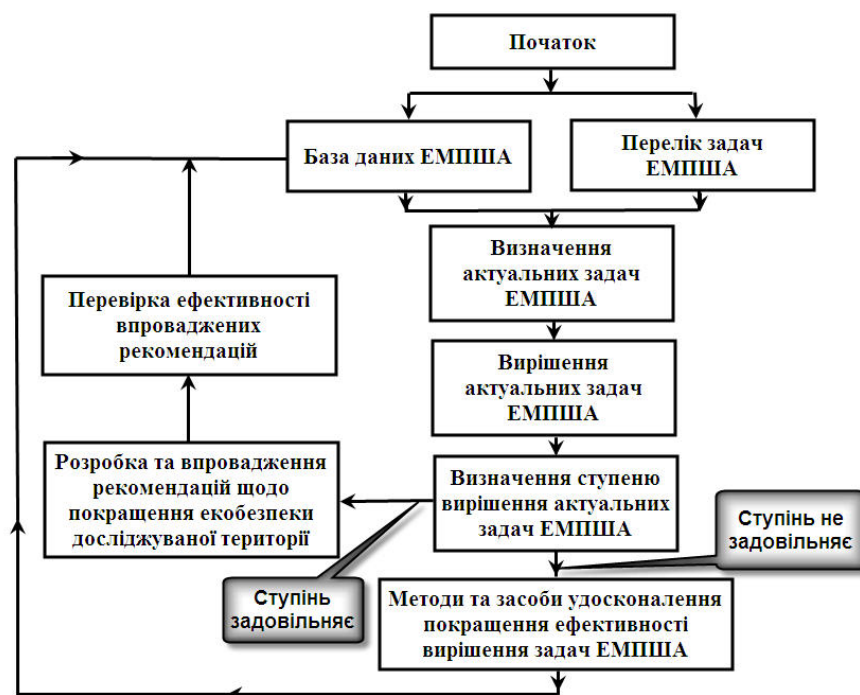 Початок
База даних ЕМПША
Перелік задач
ЕМПША
Визначення
актуальних задач
ЕМПША
Перевірка ефективності
впроваджених
рекомендацій
Вирішення
актуальних задач
ЕМПША
Розробка та впровадження
рекомендацій щодо
покращення екобезпеки
досліджуваної території
Визначення ступеню
вирішення актуальних
задач ЕМПША
Ступінь не
задовільняє
Ступінь
задовільняє
Методи та засоби удосконалення
покращення ефективності
вирішення задач ЕМПША